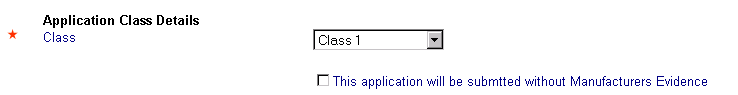 Application Class Details
Class
Class 1
This application will be submtted without Manufacturers Evidence